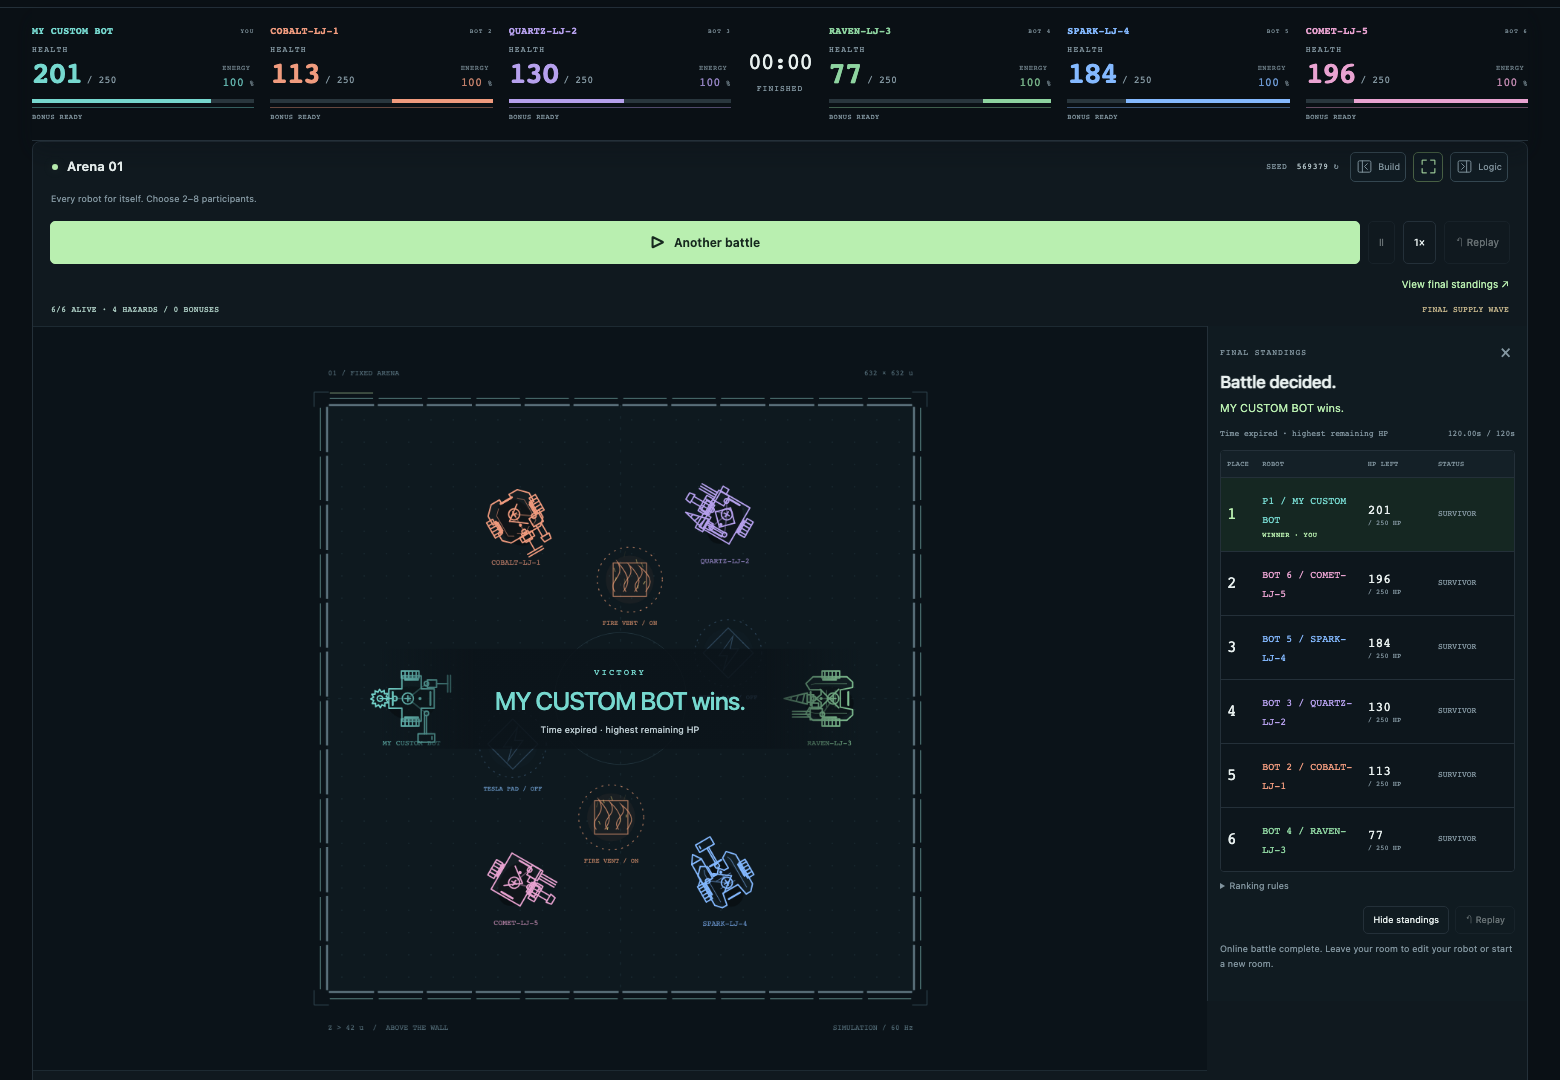 MY CUSTOM BOT
YOU
HEALTH
201 / 250
ENERGY
100 %
BONUS READY
COBALT-LJ-1
BOT 2
HEALTH
113 / 250
ENERGY
100 %
BONUS READY
QUARTZ-LJ-2
BOT 3
HEALTH
130 / 250
ENERGY
100 %
BONUS READY
00:00
FINISHED
RAVEN-LJ-3
BOT 4
HEALTH
77 / 250
ENERGY
100 %
BONUS READY
SPARK-LJ-4
BOT 5
HEALTH
184 / 250
ENERGY
100 %
BONUS READY
COMET-LJ-5
BOT 6
HEALTH
196 / 250
ENERGY
100 %
BONUS READY
Arena 01
SEED 569379 ↻
Build
Logic
Every robot for itself. Choose 2–8 participants.
Another battle
1x
Replay
View final standings ↗
6/6 ALIVE · 4 HAZARDS / 0 BONUSES
FINAL SUPPLY WAVE
01 / FIXED ARENA
632 × 632 u
COBALT-LJ-1
QUARTZ-LJ-2
FIRE VENT / ON
VICTORY
MY CUSTOM BOT wins.
Time expired · highest remaining HP
MY CUSTOM BOT
RAVEN-LJ-3
TESLA PAD / OFF
FIRE VENT / ON
COMET-LJ-5
SPARK-LJ-4
Z > 42 u / ABOVE THE WALL
SIMULATION / 60 Hz
FINAL STANDINGS
Battle decided.
MY CUSTOM BOT wins.
Time expired · highest remaining HP
120.00s / 120s
PLACE ROBOT HP LEFT STATUS
1
P1 / MY CUSTOM
BOT
WINNER · YOU
201
/ 250 HP
SURVIVOR
2
BOT 6 / COMET-
LJ-5
196
/ 250 HP
SURVIVOR
3
BOT 5 / SPARK-
LJ-4
184
/ 250 HP
SURVIVOR
4
BOT 3 / QUARTZ-
LJ-2
130
/ 250 HP
SURVIVOR
5
BOT 2 / COBALT-
LJ-1
113
/ 250 HP
SURVIVOR
6
BOT 4 / RAVEN-
LJ-3
77
/ 250 HP
SURVIVOR
Ranking rules
Hide standings
Replay
Online battle complete. Leave your room to edit your robot or start
a new room.